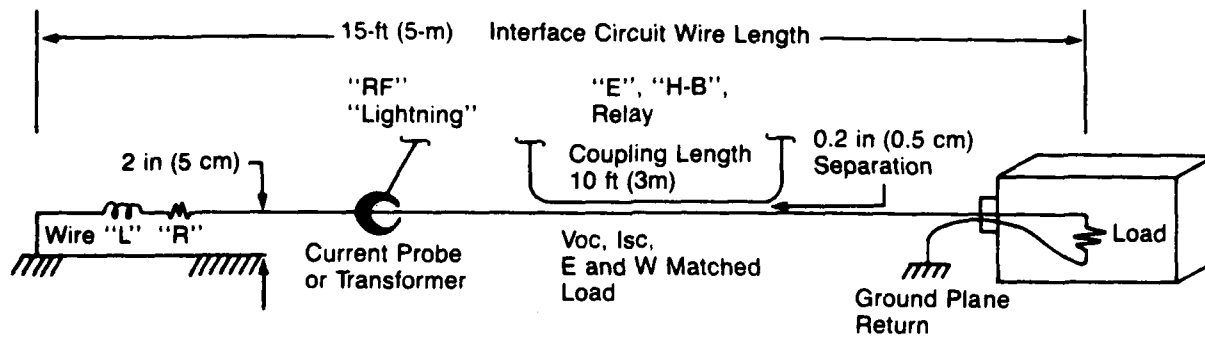 15-ft (5-m) Interface Circuit Wire Length
"RF"
"Lightning"
"E", "H-B",
Relay
2 in (5 cm)
Coupling Length
10 ft (3m)
0.2 in (0.5 cm)
Separation
Wire "L" "R"
Current Probe
or Transformer
Voc, Isc,
E and W Matched
Load
Load
Ground Plane
Return